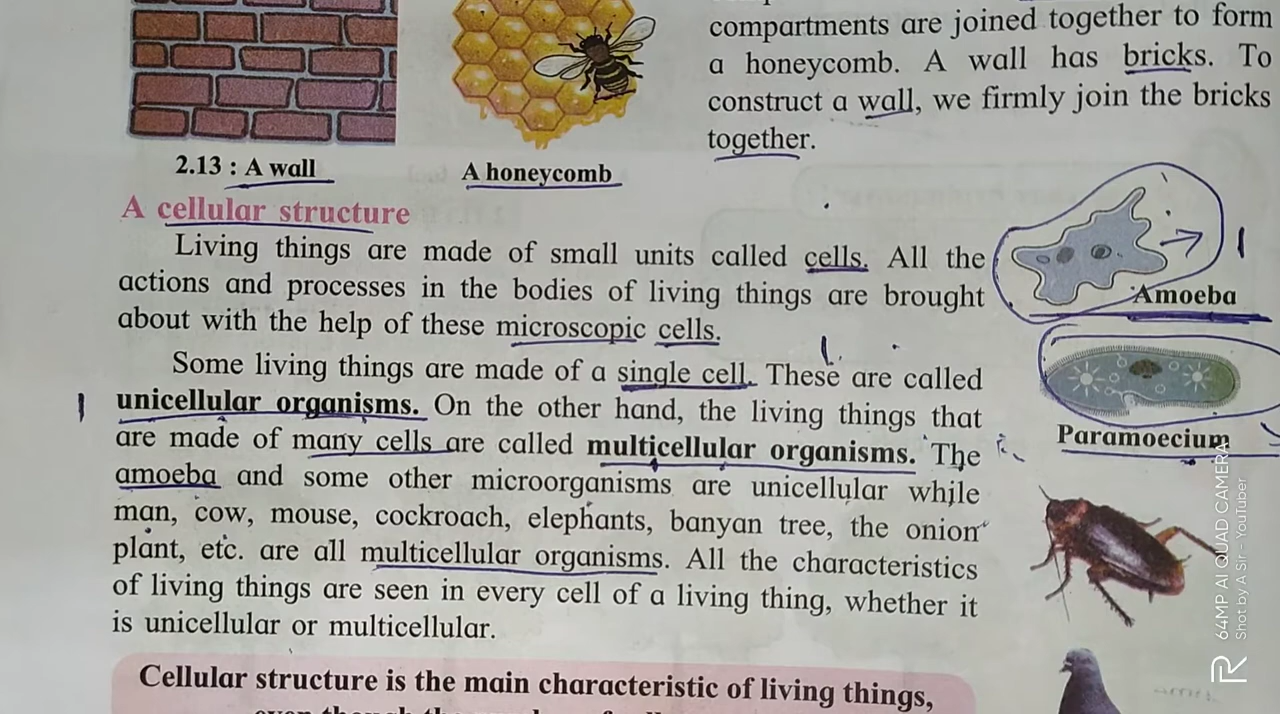 compartments are joined together to form
a honeycomb. A wall has bricks. To
construct a wall, we firmly join the bricks
together.
2.13 : A wall
A honeycomb
A cellular structure
Living things are made of small units called cells. All the
actions and processes in the bodies of living things are brought
about with the help of these microscopic cells.
Some living things are made of a single cell. These are called
unicellular organisms. On the other hand, the living things that
are made of many cells are called multicellular organisms. The
amoeba and some other microorganisms are unicellular while
man, cow, mouse, cockroach, elephants, banyan tree, the onion
plant, etc. are all multicellular organisms. All the characteristics
of living things are seen in every cell of a living thing, whether it
is unicellular or multicellular.
Cellular structure is the main characteristic of living things,
Amoeba
1
Paramoecium
64MP AI QUAD CAMERA
Shot by A Sir - YouTuber